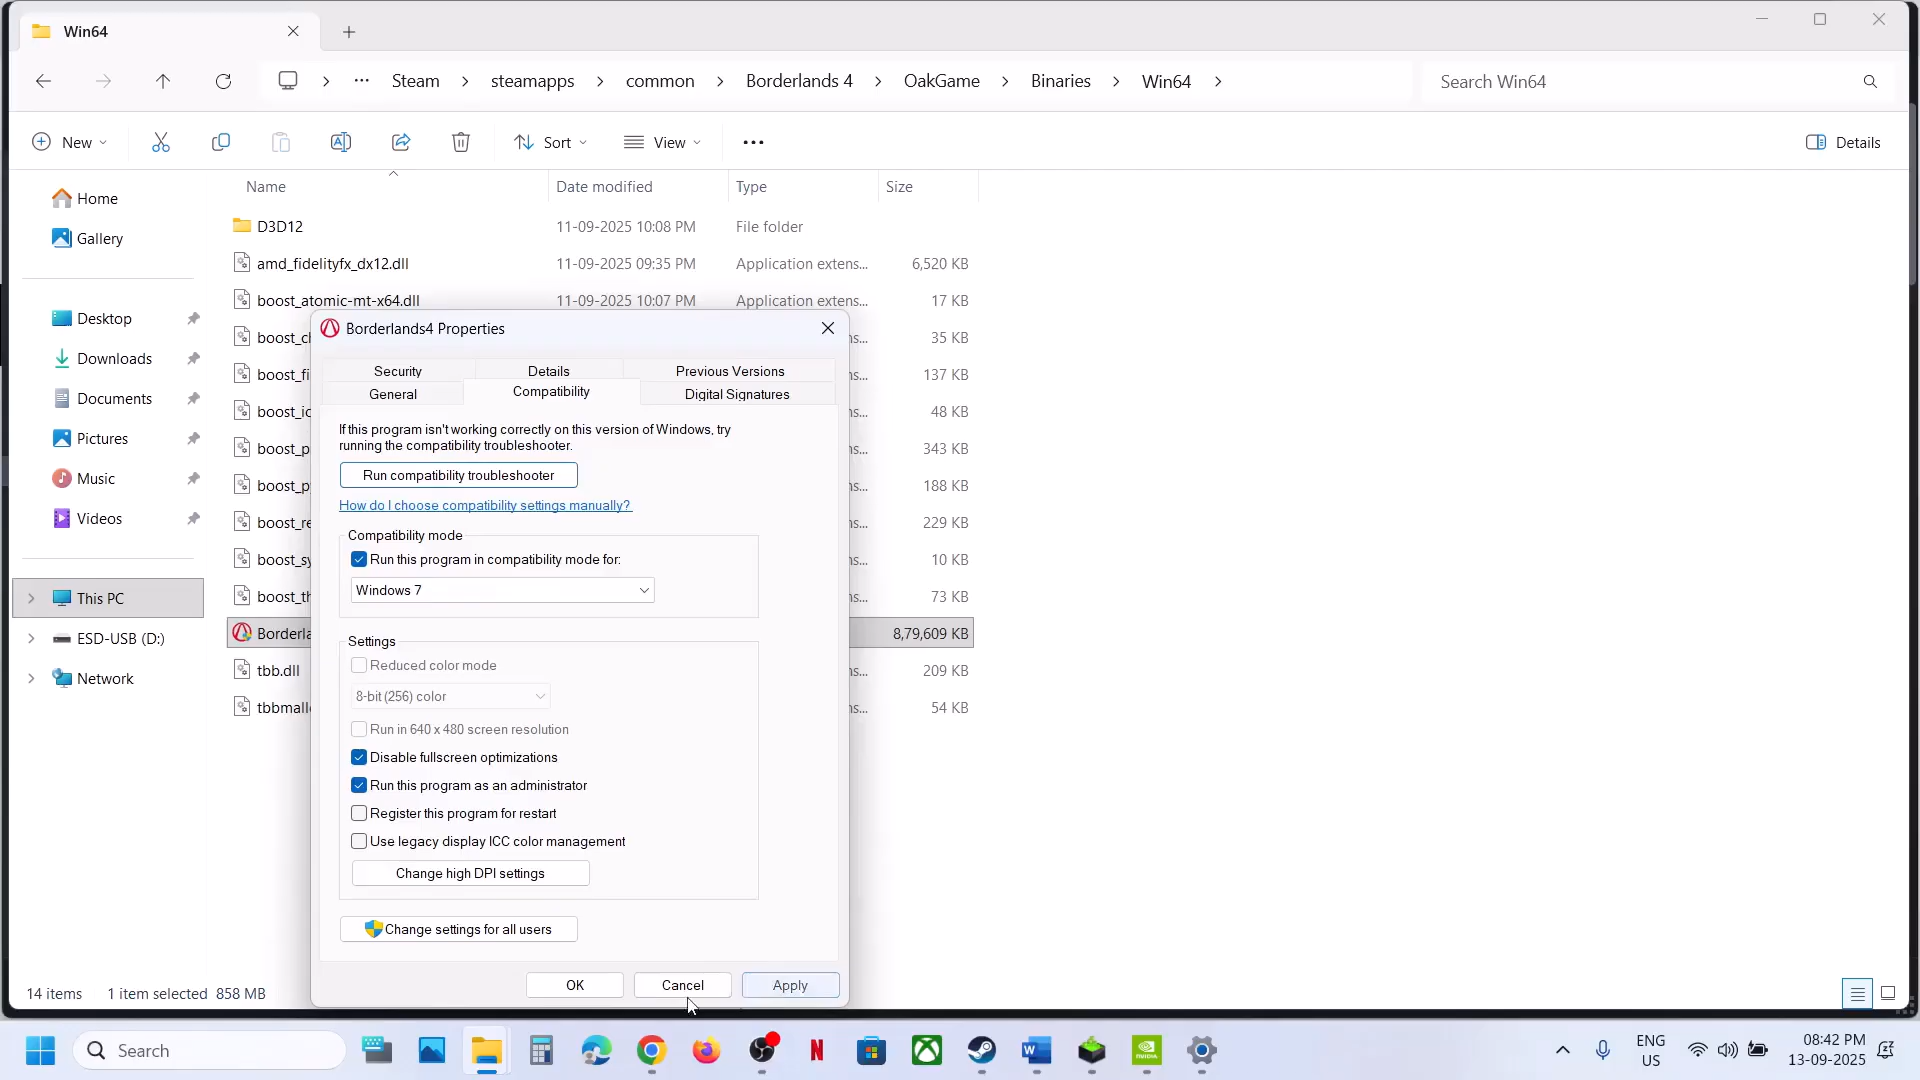 Win64
Steam > steamapps > common > Borderlands 4 > OakGame > Binaries > Win64 >
Search Win64
New
Sort
View
Details
Name
Date modified
Type
Size
Home
Gallery
Desktop
Downloads
Documents
Pictures
Music
Videos
This PC
ESD-USB (D:)
Network
D3D12 11-09-2025 10:08 PM File folder
amd_fidelityfx_dx12.dll 11-09-2025 09:35 PM Application extens... 6,520 KB
boost_atomic-mt-x64.dll 11-09-2025 10:07 PM Application extens... 17 KB
35 KB
137 KB
48 KB
343 KB
188 KB
229 KB
10 KB
73 KB
8,79,609 KB
tbb.dll 209 KB
54 KB
Borderlands4 Properties
Security
Details
Previous Versions
General
Compatibility
Digital Signatures
If this program isn't working correctly on this version of Windows, try
running the compatibility troubleshooter.
Run compatibility troubleshooter
How do I choose compatibility settings manually?
Compatibility mode
Run this program in compatibility mode for:
Windows 7
Settings
Reduced color mode
8-bit (256) color
Run in 640 x 480 screen resolution
Disable fullscreen optimizations
Run this program as an administrator
Register this program for restart
Use legacy display ICC color management
Change high DPI settings
Change settings for all users
OK
Cancel
Apply
14 items
1 item selected 858 MB
Search
ENG
US
08:42 PM
13-09-2025